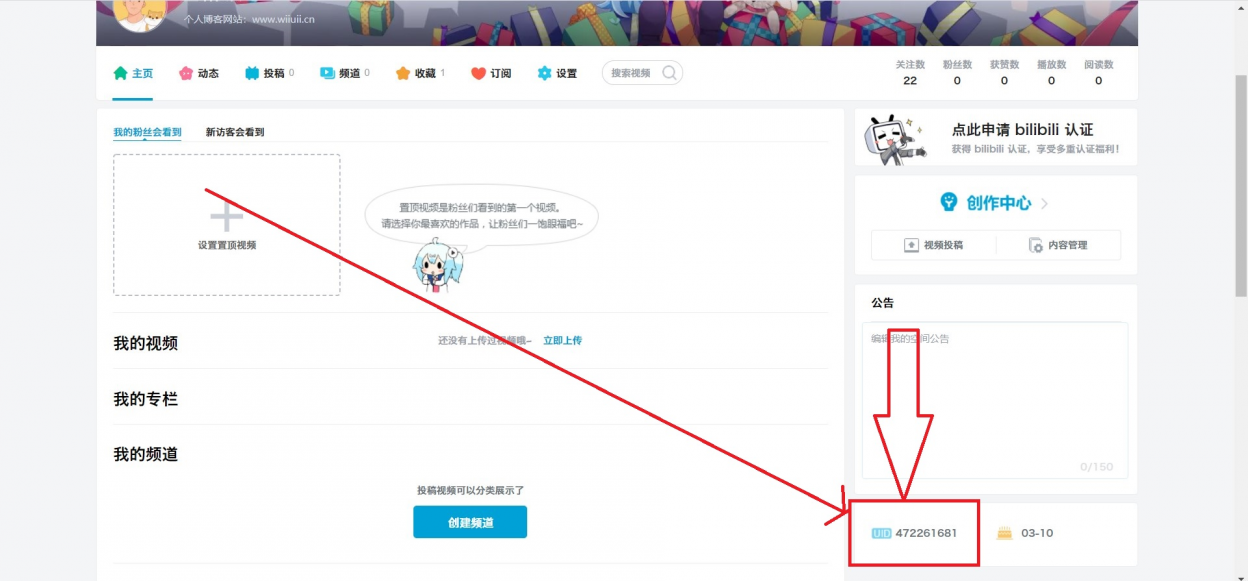 个人博客网站：www.wiiuii.cn
主页 动态 投稿 0 频道 0 收藏 1 订阅 设置 搜索视频
关注数 粉丝数 获赞数 播放数 阅读数
22 0 0 0 0
我的粉丝会看到 新访客会看到
设置置顶视频
置顶视频是粉丝们看到的第一个视频。
请选择你最喜欢的作品，让粉丝们一饱眼福吧~
我的视频
还没有上传过视频哦~ 立即上传
我的专栏
我的频道
投稿视频可以分类展示了
创建频道
点此申请 bilibili 认证
获得 bilibili 认证，享受多重认证福利！
创作中心
视频投稿 内容管理
公告
编辑我的空间公告
0/150
UID 472261681 03-10